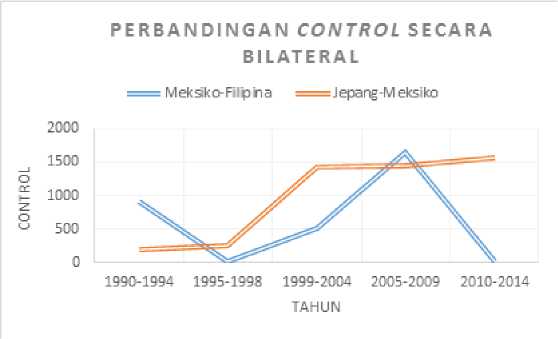 PERBANDINGAN CONTROL SECARA
BILATERAL
Meksiko-Filipina Jepang-Meksiko
2000
1500
1000
500
0
CONTROL
1990-1994 1995-1998 1999-2004 2005-2009 2010-2014
TAHUN